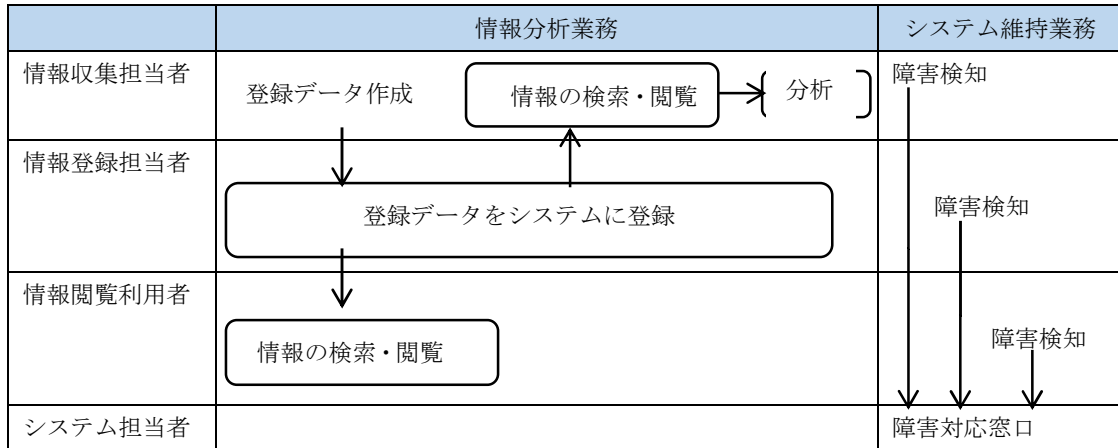 情報分析業務
システム維持業務
情報収集担当者
登録データ作成
情報の検索・閲覧
分析
障害検知
情報登録担当者
登録データをシステムに登録
障害検知
情報閲覧利用者
情報の検索・閲覧
障害検知
システム担当者
障害対応窓口